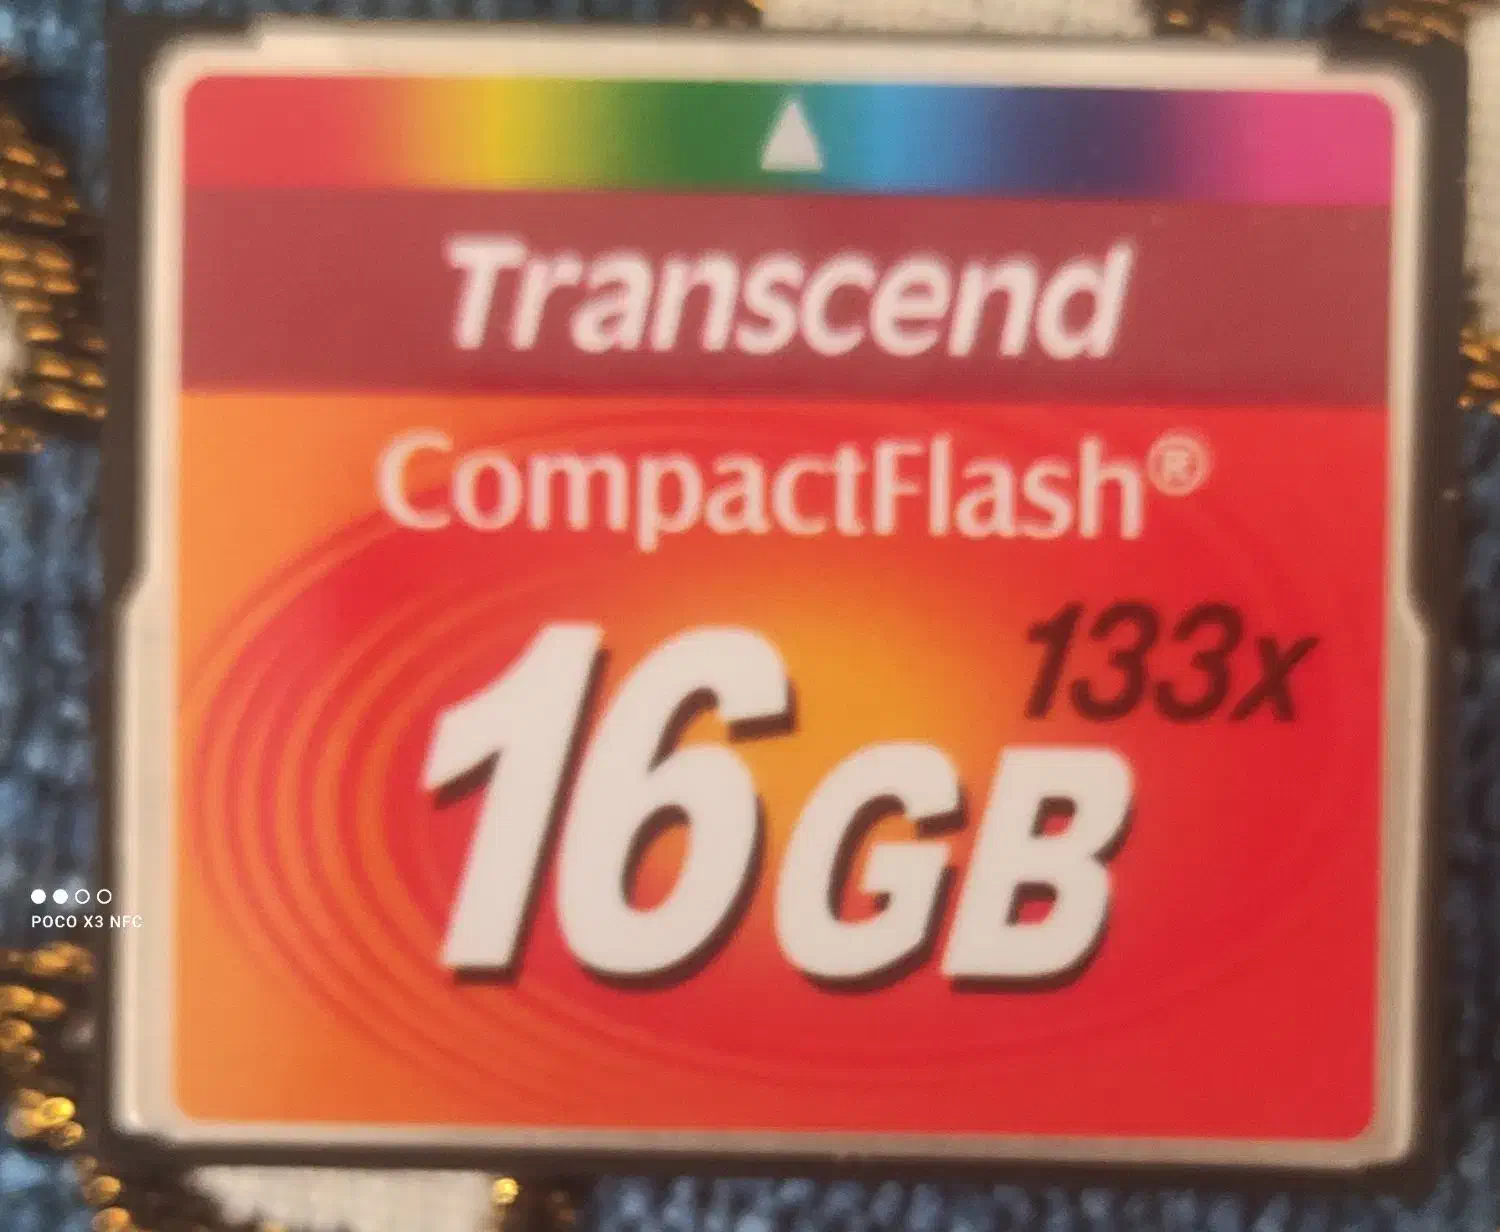 Transcend
CompactFlash®
133x
16GB
POCO X3 NFC